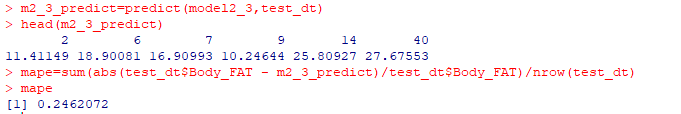 > m2_3_predict=predict(model2_3,test_dt)
> head(m2_3_predict)
2 6 7 9 14 40
11.41149 18.90081 16.90993 10.24644 25.80927 27.67553
> mape=sum(abs(test_dt$Body_FAT - m2_3_predict)/test_dt$Body_FAT)/nrow(test_dt)
> mape
[1] 0.2462072